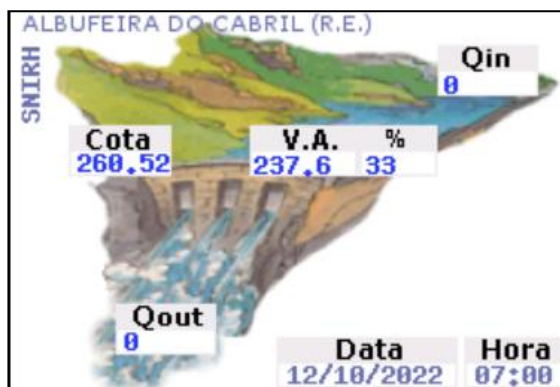 ALBUFEIRA DO CABRIL (R.E.)
SNIRH
Qin
0
Cota
260.52
V.A. %
237.6 33
Qout
0
Data Hora
12/10/2022 07:00